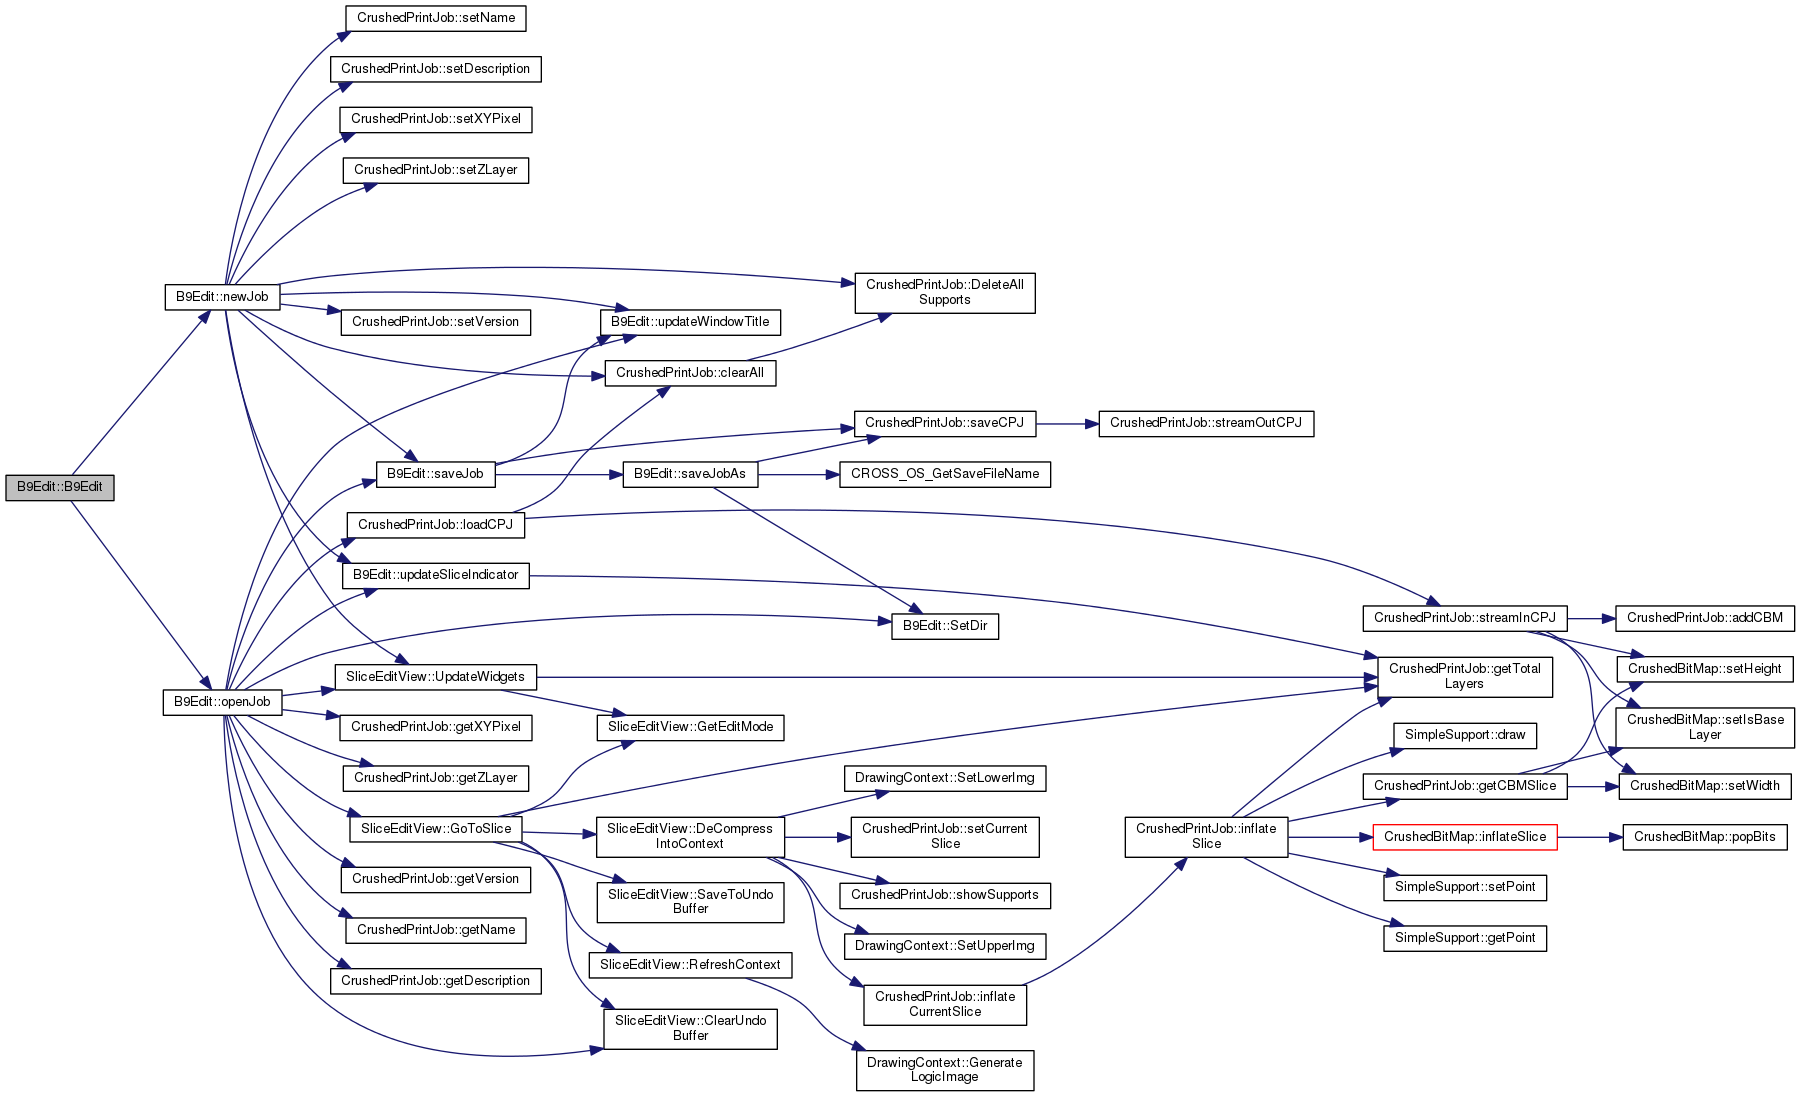 CrushedPrintJob::setName
CrushedPrintJob::setDescription
CrushedPrintJob::setXYPixel
CrushedPrintJob::setZLayer
B9Edit::newJob
CrushedPrintJob::DeleteAll
Supports
CrushedPrintJob::setVersion
B9Edit::updateWindowTitle
CrushedPrintJob::clearAll
CrushedPrintJob::saveCPJ
CrushedPrintJob::streamOutCPJ
B9Edit::saveJob
B9Edit::saveJobAs
CROSS_OS_GetSaveFileName
B9Edit::B9Edit
CrushedPrintJob::loadCPJ
B9Edit::updateSliceIndicator
B9Edit::SetDir
CrushedPrintJob::streamInCPJ
CrushedPrintJob::addCBM
SliceEditView::UpdateWidgets
CrushedPrintJob::getTotal
Layers
CrushedBitMap::setHeight
B9Edit::openJob
CrushedPrintJob::getXYPixel
SliceEditView::GetEditMode
SimpleSupport::draw
CrushedBitMap::setIsBase
Layer
CrushedPrintJob::getZLayer
DrawingContext::SetLowerImg
CrushedPrintJob::getCBMSlice
CrushedBitMap::setWidth
SliceEditView::GoToSlice
SliceEditView::DeCompress
IntoContext
CrushedPrintJob::setCurrent
Slice
CrushedPrintJob::inflate
Slice
CrushedBitMap::inflateSlice
CrushedBitMap::popBits
CrushedPrintJob::getVersion
SliceEditView::SaveToUndo
Buffer
CrushedPrintJob::showSupports
SimpleSupport::setPoint
CrushedPrintJob::getName
DrawingContext::SetUpperImg
SimpleSupport::getPoint
CrushedPrintJob::getDescription
SliceEditView::RefreshContext
CrushedPrintJob::inflate
CurrentSlice
SliceEditView::ClearUndo
Buffer
DrawingContext::Generate
LogicImage